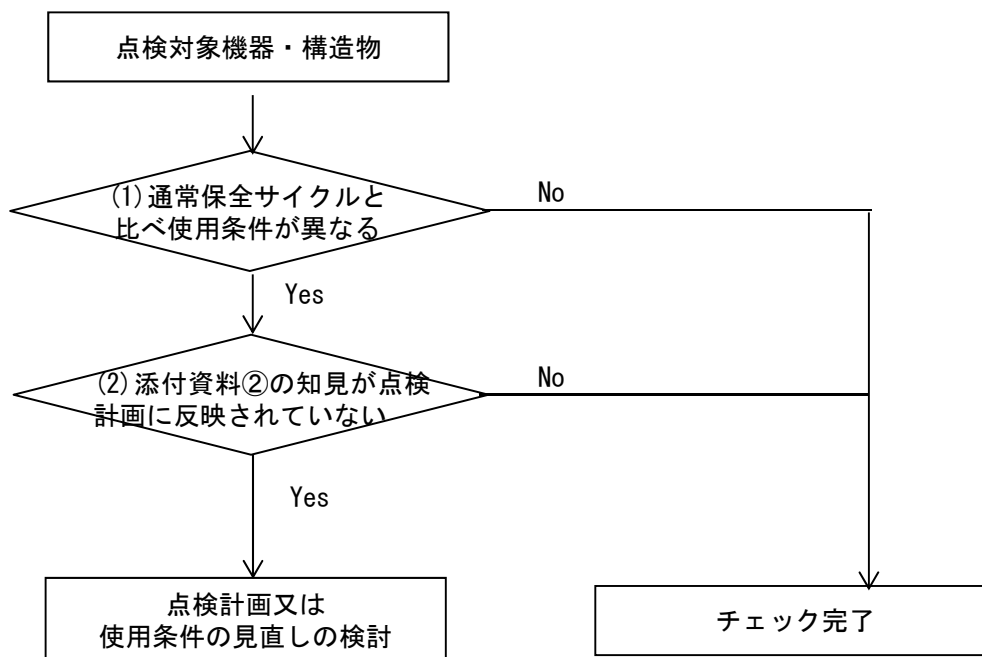 点検対象機器・構造物
(1)通常保全サイクルと
比べ使用条件が異なる
No
Yes
(2)添付資料②の知見が点検
計画に反映されていない
No
Yes
点検計画又は
使用条件の見直しの検討
チェック完了